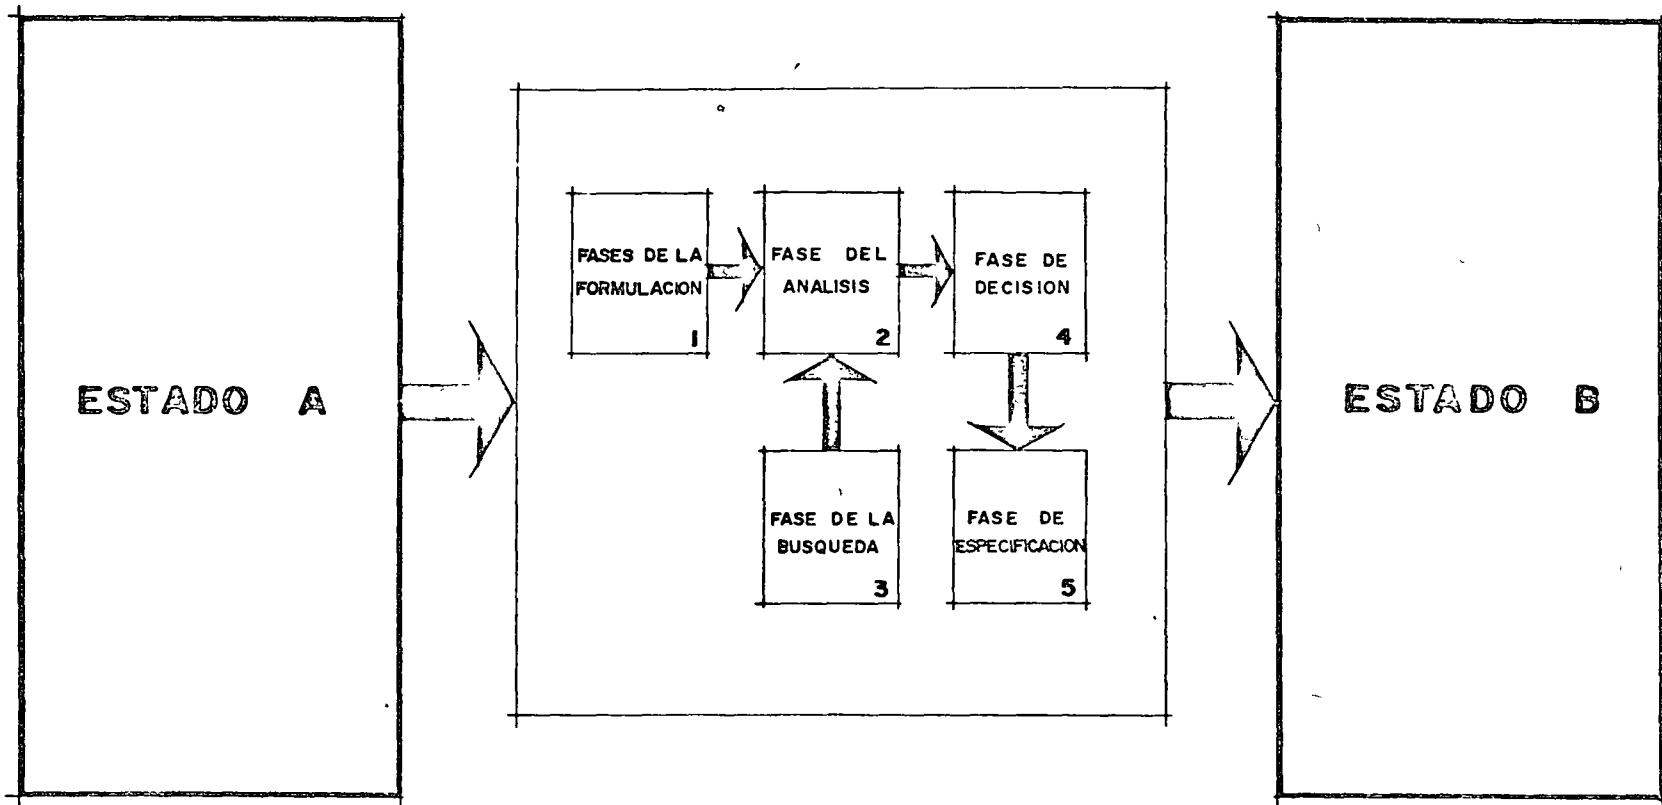 ESTADO A
FASES DE LA
FORMULACION
1
FASE DEL
ANALISIS
2
FASE DE
DECISION
4
FASE DE LA
BUSQUEDA
3
FASE DE
ESPECIFICACION
5
ESTADO B